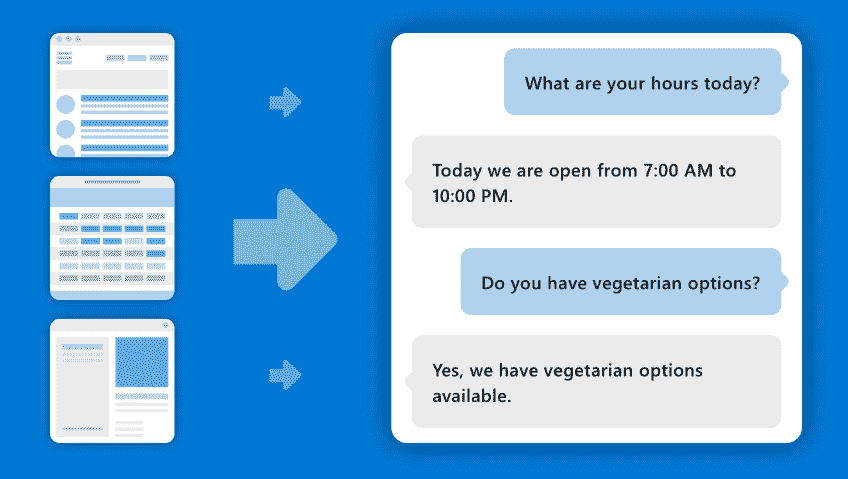 What are your hours today?
Today we are open from 7:00 AM to
10:00 PM.
Do you have vegetarian options?
Yes, we have vegetarian options
available.